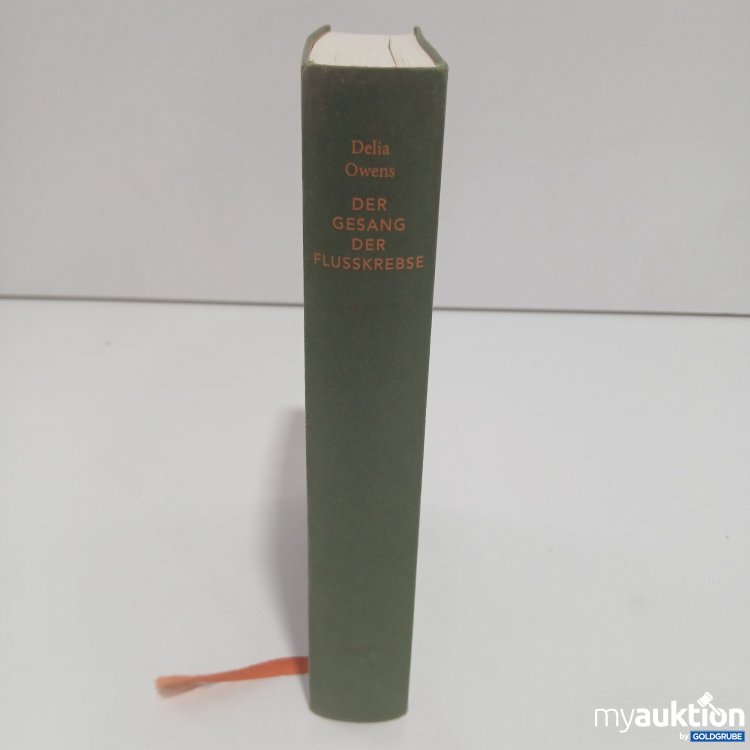 Delia
Owens
DER
GESANG
DER
FLUSSKREBSE
myauktion
by GOLDGRUBE